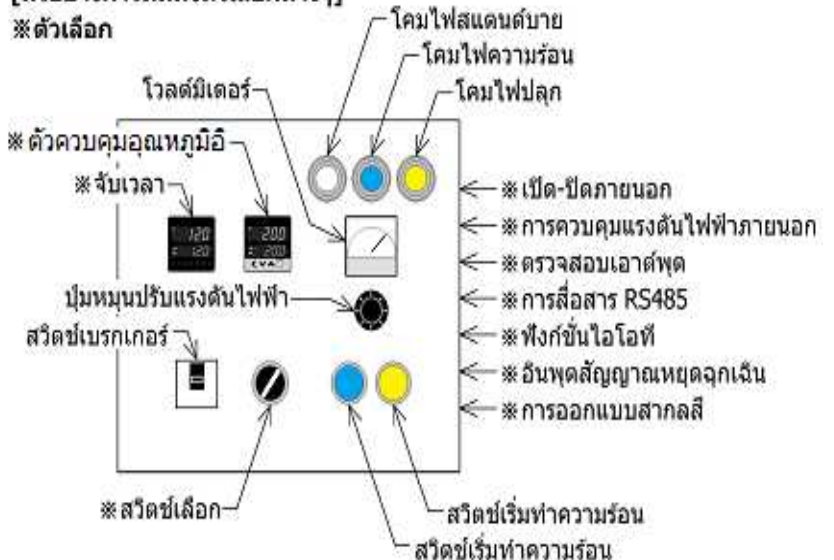 ※ตัวเลือก
โคมไฟสแตนด์บาย
โคมไฟความร้อน
โวลต์มิเตอร์
โคมไฟปลุก
※ตัวควบคุมอุณหภูมิอิ
※จับเวลา
※เปิด-ปิดภายนอก
※การควบคุมแรงดันไฟฟ้าภายนอก
120
120
200
200
※ตรวจสอบเอาต์พุต
ปุ่มหมุนปรับแรงดันไฟฟ้า
※การสื่อสาร RS485
สวิตช์เบรกเกอร์
※ฟังก์ชั่นไอโอที
※อินพุตสัญญาณหยุดฉุกเฉิน
※การออกแบบสากลสี
※สวิตช์เลือก
สวิตช์เริ่มทำความร้อน
สวิตช์เริ่มทำความร้อน